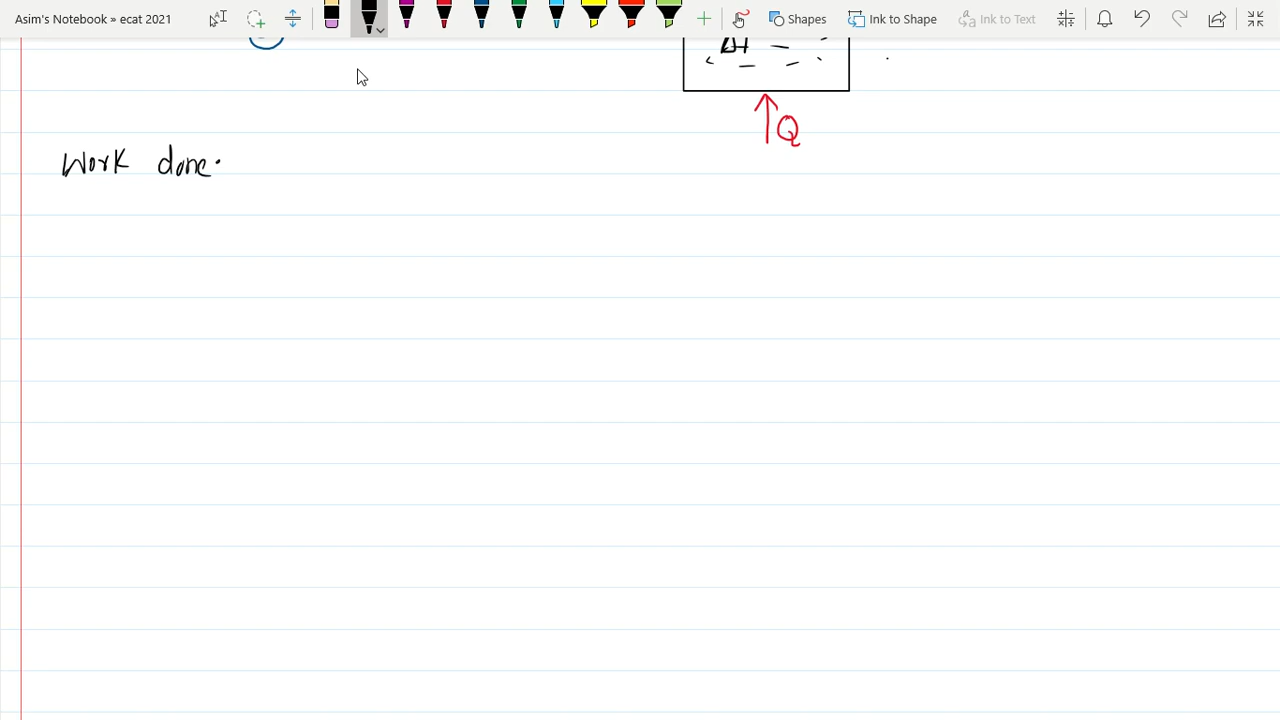 Asim's Notebook » ecat 2021
Shapes
Ink to Shape
Ink to Text
Q
Work done.